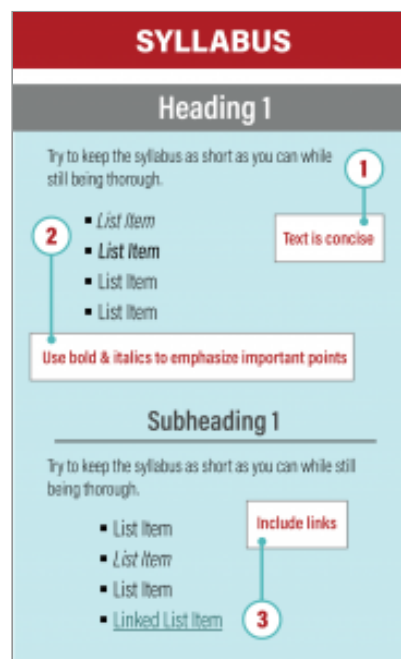 SYLLABUS
Heading 1
Try to keep the syllabus as short as you can while
still being thorough.
1
▪ List Item
2
Text is concise
▪ List Item
▪ List Item
▪ List Item
Use bold & italics to emphasize important points
Subheading 1
Try to keep the syllabus as short as you can while still
being thorough.
▪ List Item
Include links
▪ List Item
▪ List Item
▪ Linked List Item
3